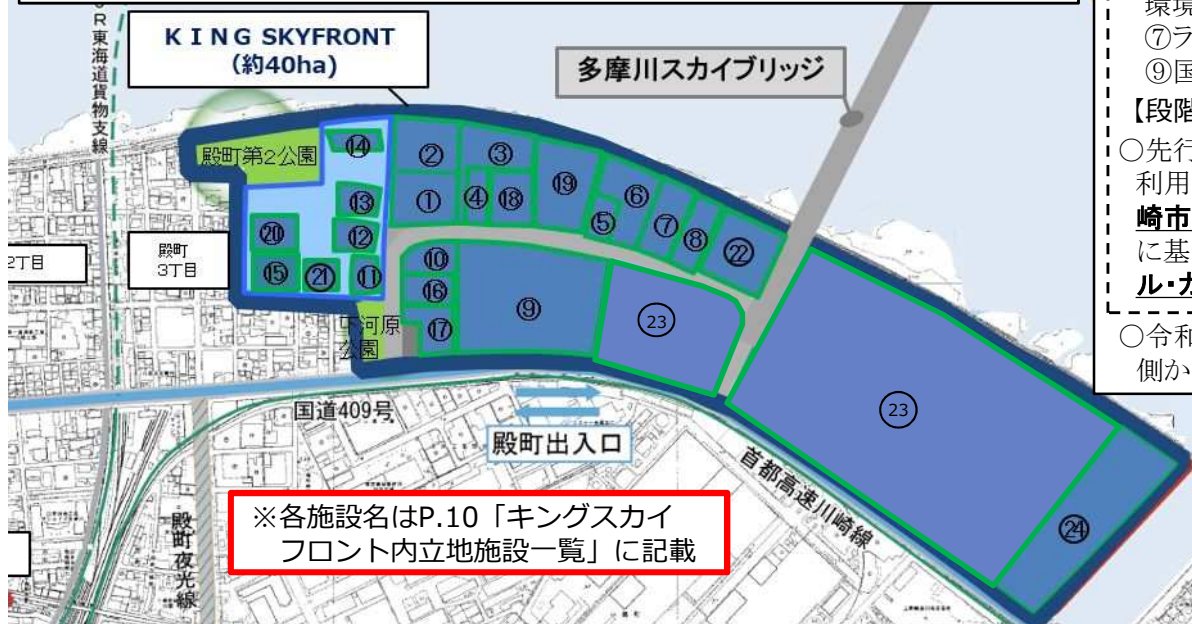 JR東海道貨物支線
KING SKYFRONT
(約40ha)
多摩川スカイブリッジ
環境
⑦ラ
⑨国
【段階
○先行
利用
崎市
に基
ル・カ
○令和
側か
殿町第2公園
⑭
②
③
①
④
⑱
⑲
⑥
⑤
⑦
⑧
㉒
⑬
⑫
⑳
⑮
㉑
⑪
2丁目
殿町
3丁目
⑩
⑯
⑰
⑨
23
23
㉔
下河原
公園
国道409号
殿町出入口
首都高速川崎線
殿町夜光線
※各施設名はP.10「キングスカイ
フロント内立地施設一覧」に記載